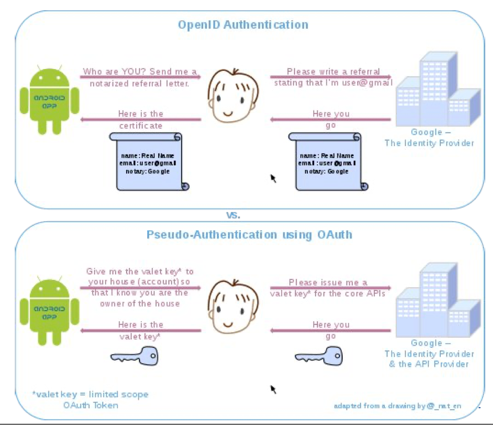 OpenID Authentication
Who are YOU? Send me a
notarized referral letter.
Please write a referral
stating that I'm user@gmail
ANDROID
APP
Here is the
certificate
Here you
go
Google –
The Identity Provider
name: Real Name
email: user@gmail
notary: Google
name: Real Name
email: user@gmail
notary: Google
vs.
Pseudo-Authentication using OAuth
Give me the valet key* to
your house (account) so
that I know you are the
owner of the house
Please issue me a
valet key* for the core APIs
ANDROID
APP
Here is the
valet key*
Here you
go
Google –
The Identity Provider
& the API Provider
*valet key = limited scope
OAuth Token
adapted from a drawing by @_nat_en